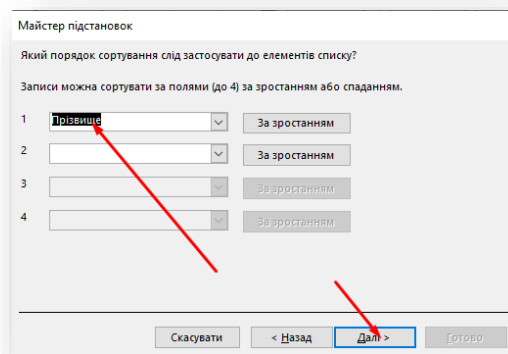 Майстер підстановок
Який порядок сортування слід застосувати до елементів списку?
Записи можна сортувати за полями (до 4) за зростанням або спаданням.
1 Прізвище За зростанням
2 За зростанням
3 За зростанням
4 За зростанням
Скасувати < Назад Далі > Готово